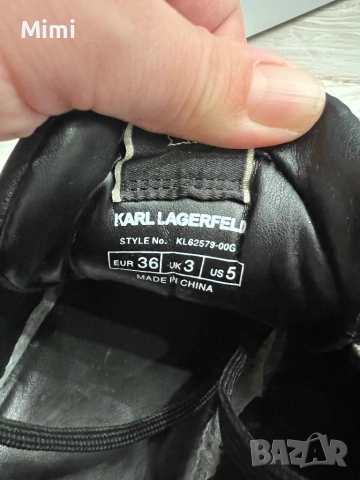 Mimi
KARL LAGERFELD
STYLE No. KL62579-00G
EUR 36 UK 3 US 5
MADE IN CHINA
BAZAR